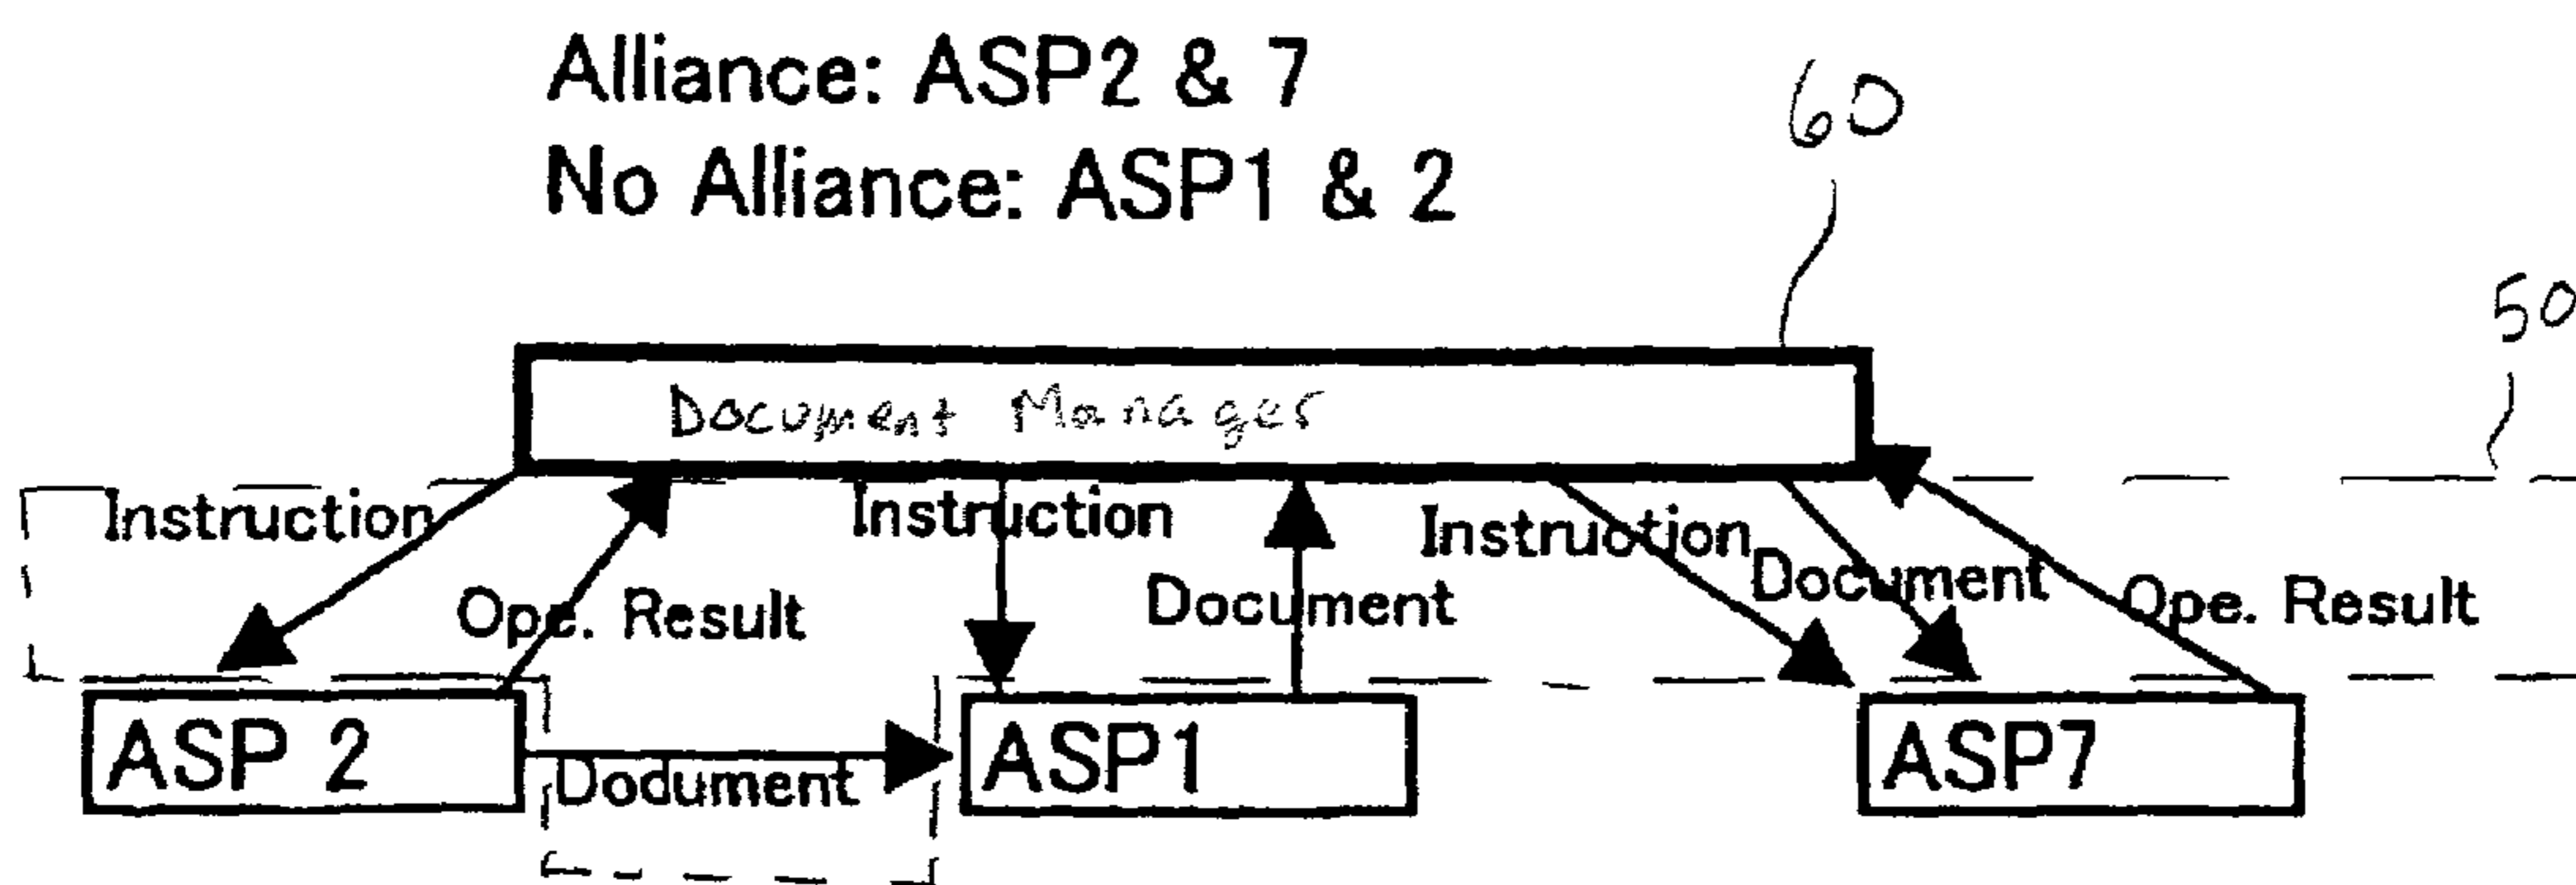 Alliance: ASP2 & 7
No Alliance: ASP1 & 2
60
50
Document Manager
Instruction
Ope. Result
Instruction
Document
Instruction
Document
Ope. Result
ASP 2
Dodument
ASP1
ASP7